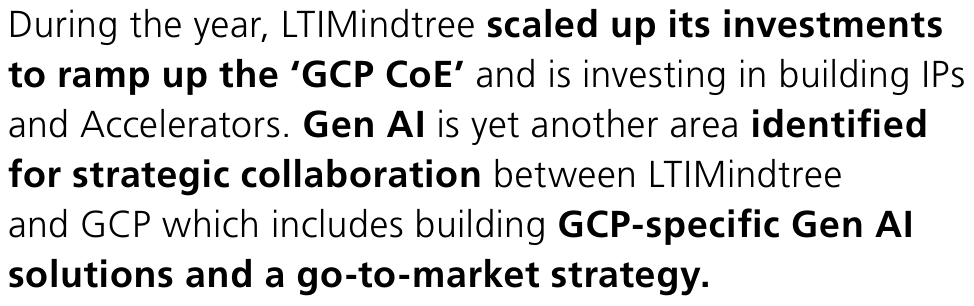 During the year, LTIMindtree scaled up its investments
to ramp up the ‘GCP CoE’ and is investing in building IPs
and Accelerators. Gen AI is yet another area identified
for strategic collaboration between LTIMindtree
and GCP which includes building GCP-specific Gen AI
solutions and a go-to-market strategy.